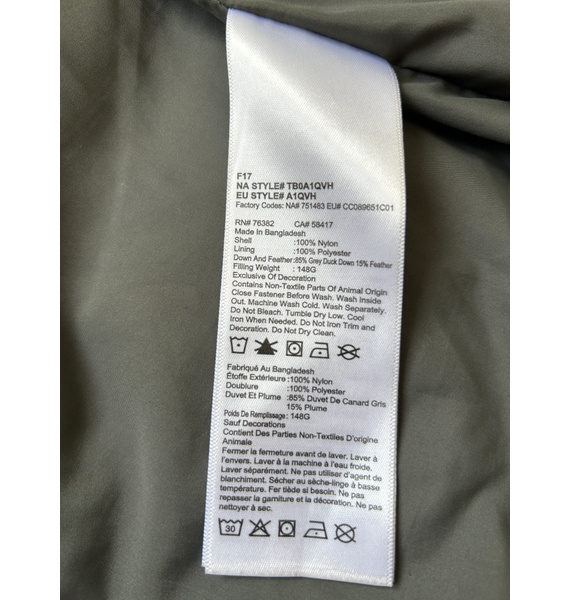 F17
NA STYLE# TB0A1QVH
EU STYLE# A1QVH
Factory Codes: NA# 751483 EU# CC089651C01
RN# 76382 CA# 58417
Made In Bangladesh
Shell :100% Nylon
Lining :100% Polyester
Down And Feather:85% Grey Duck Down 15% Feather
Filling Weight : 148G
Exclusive Of Decoration
Contains Non-Textile Parts Of Animal Origin
Close Fastener Before Wash. Wash Inside
Out. Machine Wash Cold. Wash Separately.
Do Not Bleach. Tumble Dry Low. Cool
Iron When Needed. Do Not Iron Trim and
Decoration. Do Not Dry Clean.
Fabriqué Au Bangladesh
Étoffe Extérieure :100% Nylon
Doublure :100% Polyester
Duvet Et Plume :85% Duvet De Canard Gris
15% Plume
Poids De Remplissage: 148G
Sauf Decorations
Contient Des Parties Non-Textiles D'origine
Animale
Fermer la fermeture avant de laver. Laver à
l'envers. Laver à la machine à l'eau froide.
Laver séparément. Ne pas utiliser d'agent de
blanchiment. Sécher au sèche-linge à basse
température. Fer tiède si besoin. Ne pas
repasser la garniture et la décoration. Ne pas
nettoyer à sec.
30